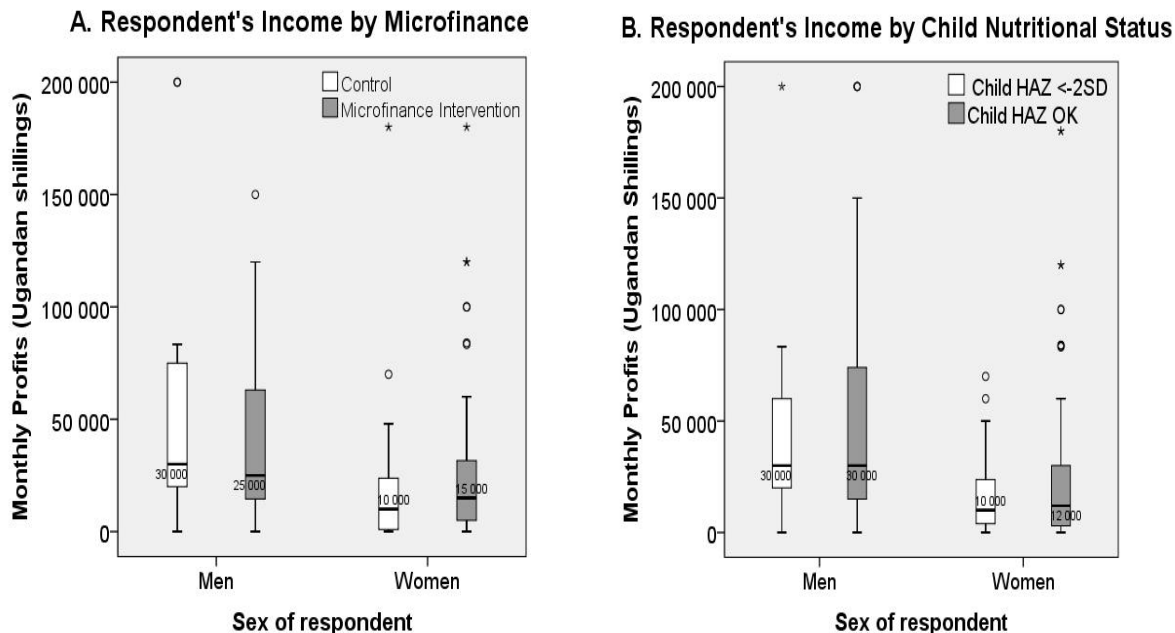 A. Respondent's Income by Microfinance
Monthly Profits (Ugandan shillings)
200 000
150 000
100 000
50 000
0
Control
Microfinance Intervention
30 000
25 000
10 000
15 000
Men
Women
Sex of respondent
B. Respondent's Income by Child Nutritional Status
Monthly Profits (Ugandan Shillings)
200 000
150 000
100 000
50 000
0
Child HAZ <-2SD
Child HAZ OK
30 000
30 000
10 000
12 000
Men
Women
Sex of respondent